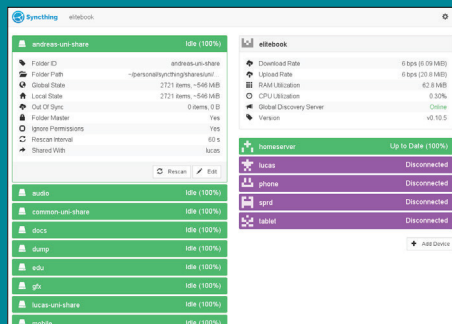 Syncthing elitebook
andreas-uni-share Idle (100%)
Folder ID andreas-uni-share
Folder Path ~/personal/syncthing/shares/uni/...
Global State 2721 items, ~546 MiB
Local State 2721 items, ~546 MiB
Out Of Sync 0 items, 0 B
Folder Master Yes
Ignore Permissions Yes
Rescan Interval 60 s
Shared With lucas
Rescan Edit
audio Idle (100%)
common-uni-share Idle (100%)
docs Idle (100%)
dump Idle (100%)
edu Idle (100%)
gfx Idle (100%)
lucas-uni-share Idle (100%)
mobile Idle (100%)
elitebook
Download Rate 6 bps (6.09 MiB)
Upload Rate 6 bps (20.8 MiB)
RAM Utilization 62.8 MiB
CPU Utilization 0.30%
Global Discovery Server Online
Version v0.10.5
homeserver Up to Date (100%)
lucas Disconnected
phone Disconnected
sprd Disconnected
tablet Disconnected
Add Device